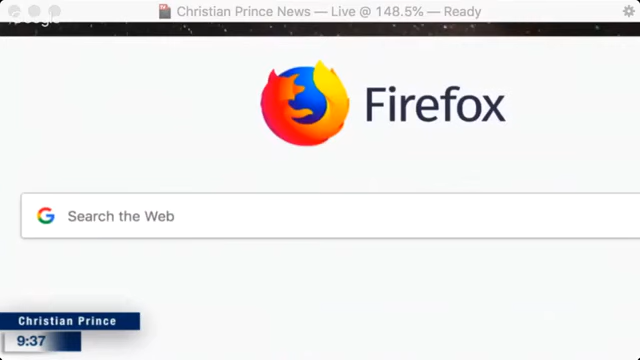 Christian Prince News — Live @ 148.5% — Ready
Firefox
Search the Web
Christian Prince
9:37